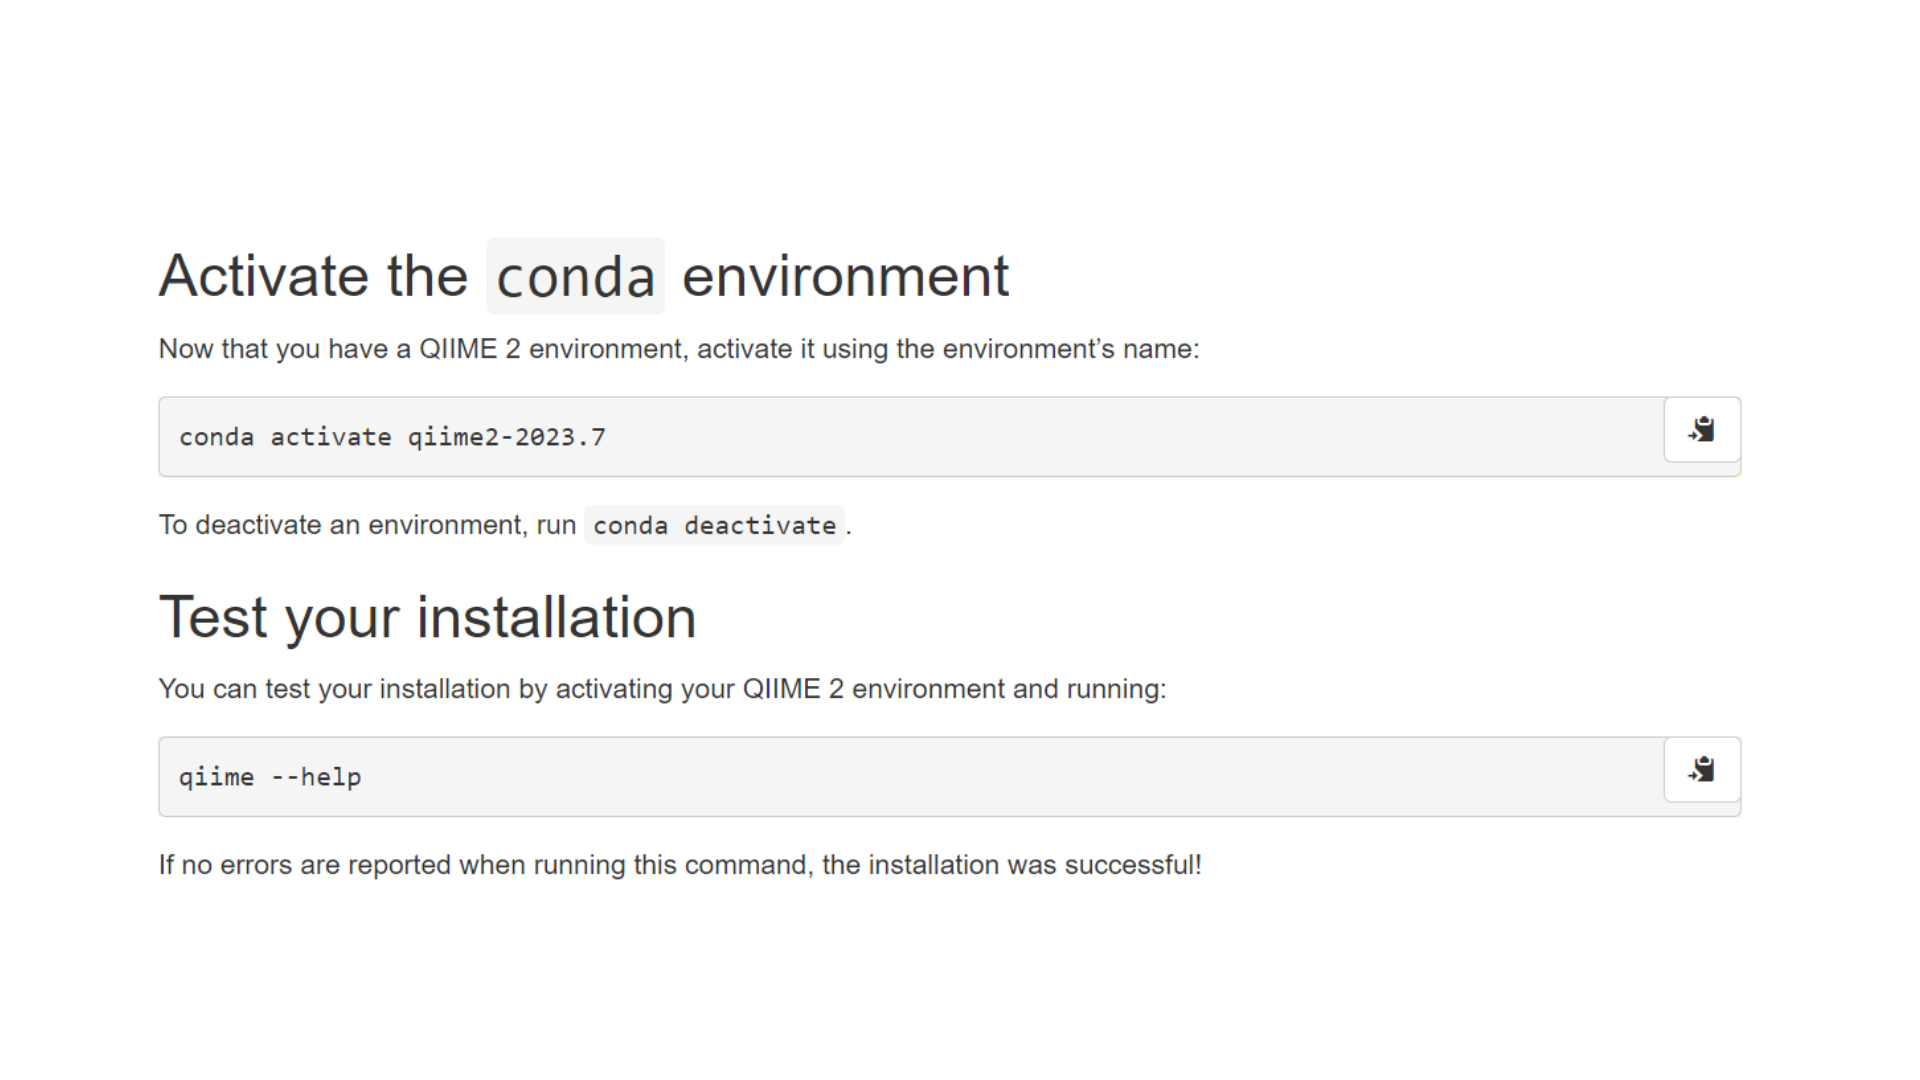 Activate the conda environment
Now that you have a QIIME 2 environment, activate it using the environment’s name:
conda activate qiime2-2023.7
To deactivate an environment, run conda deactivate.
Test your installation
You can test your installation by activating your QIIME 2 environment and running:
qiime --help
If no errors are reported when running this command, the installation was successful!